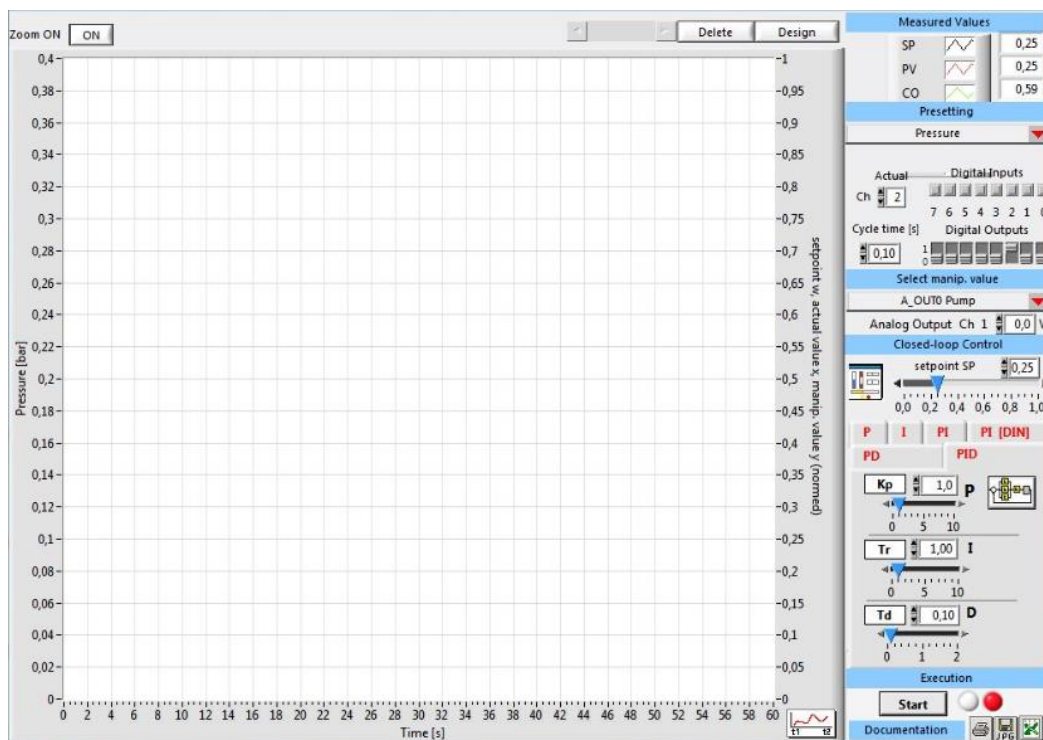 Zoom ON ON Delete Design
Measured Values
SP 0,25
PV 0,25
CO 0,59
Presetting
Pressure
Actual Digital Inputs
Ch 2
7 6 5 4 3 2 1
Cycle time [s] Digital Outputs
0,10 1
0
Select manip. value
A_OUT0 Pump
Analog Output Ch 1 0,0 V
Closed-loop Control
setpoint SP 0,25
0,0 0,2 0,4 0,6 0,8 1,0
P I PI PI [DIN]
PD PID
Kp 1,0 P
0 5 10
Tr 1,00 I
0 5 10
Td 0,10 D
0 1 2
Execution
Start
Documentation JPG
Pressure [bar]
0,4
0,38
0,36
0,34
0,32
0,3
0,28
0,26
0,24
0,22
0,2
0,18
0,16
0,14
0,12
0,1
0,08
0,06
0,04
0,02
0
setpoint w, actual value x, manip. value y (normed)
1
0,95
0,9
0,85
0,8
0,75
0,7
0,65
0,6
0,55
0,5
0,45
0,4
0,35
0,3
0,25
0,2
0,15
0,1
0,05
0
0 2 4 6 8 10 12 14 16 18 20 22 24 26 28 30 32 34 36 38 40 42 44 46 48 50 52 54 56 58 60
Time [s]
t1 t2